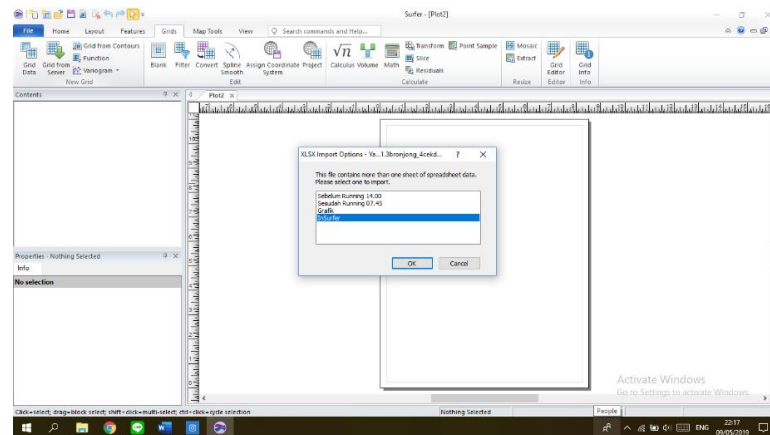 Surfer - [Plot2]
File Home Layout Features Grids Map Tools View Search commands and Help...
Grid Data
Grid from Server
Grid from Contours
Function
Variogram
New Grid
Blank Filter Convert Spline Smooth Assign Coordinate System Project
Edit
Calculus Volume Math
Transform Point Sample
Slice
Residuals
Calculate
Mosaic
Extract
Resize
Grid Editor
Editor
Grid Info
Info
Contents
Plot2
XLSX Import Options - Ya...1.3bronjong_4cekd...
This file contains more than one sheet of spreadsheet data.
Please select one to import.
Sebelum Running 14.00
Sesudah Running 07.45
Grafik
OK Cancel
Properties - Nothing Selected
Info
No selection
Activate Windows
Go to Settings to activate Windows.
Click=select; drag=block select; shift+click=multi-select; ctrl+click=cycle selection
Nothing Selected
People
ENG
22:17
09/05/2019